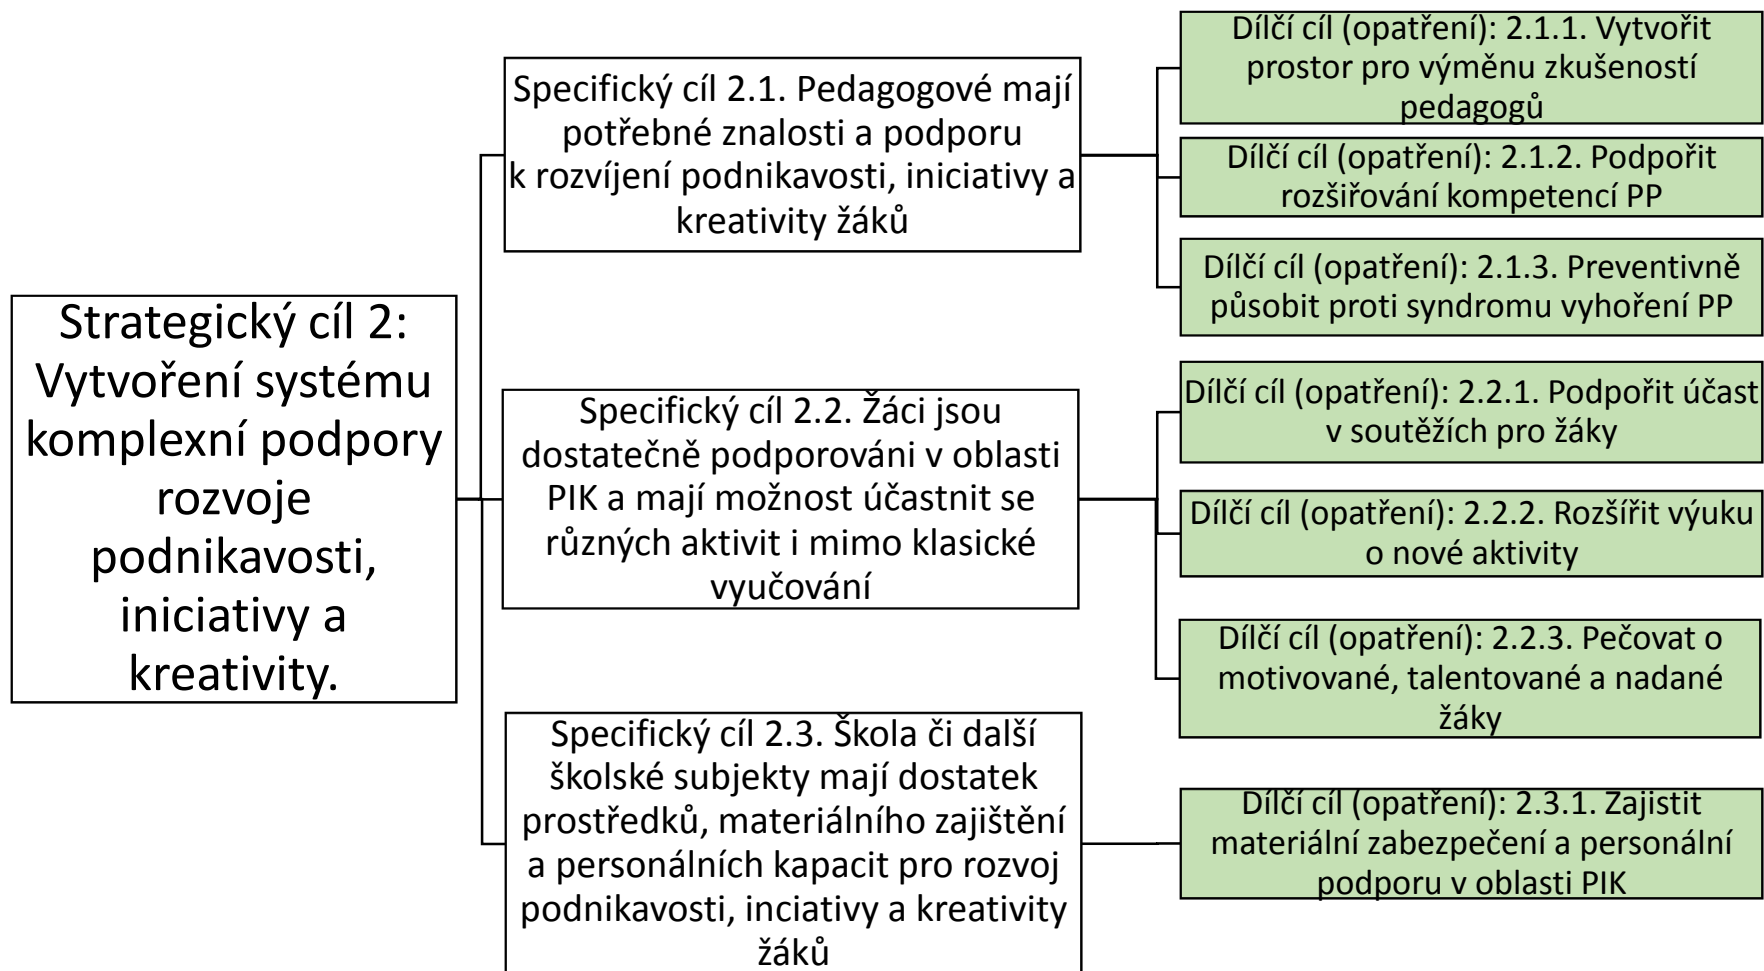 Strategický cíl 2:
Vytvoření systému
komplexní podpory
rozvoje
podnikavosti,
iniciativy a
kreativity.
Specifický cíl 2.1. Pedagogové mají
potřebné znalosti a podporu
k rozvíjení podnikavosti, iniciativy a
kreativity žáků
Dílčí cíl (opatření): 2.1.1. Vytvořit
prostor pro výměnu zkušeností
pedagogů
Dílčí cíl (opatření): 2.1.2. Podpořit
rozšiřování kompetencí PP
Dílčí cíl (opatření): 2.1.3. Preventivně
působit proti syndromu vyhoření PP
Specifický cíl 2.2. Žáci jsou
dostatečně podporováni v oblasti
PIK a mají možnost účastnit se
různých aktivit i mimo klasické
vyučování
Dílčí cíl (opatření): 2.2.1. Podpořit účast
v soutěžích pro žáky
Dílčí cíl (opatření): 2.2.2. Rozšířit výuku
o nové aktivity
Dílčí cíl (opatření): 2.2.3. Pečovat o
motivované, talentované a nadané
žáky
Specifický cíl 2.3. Škola či další
školské subjekty mají dostatek
prostředků, materiálního zajištění
a personálních kapacit pro rozvoj
podnikavosti, inciativy a kreativity
žáků
Dílčí cíl (opatření): 2.3.1. Zajistit
materiální zabezpečení a personální
podporu v oblasti PIK